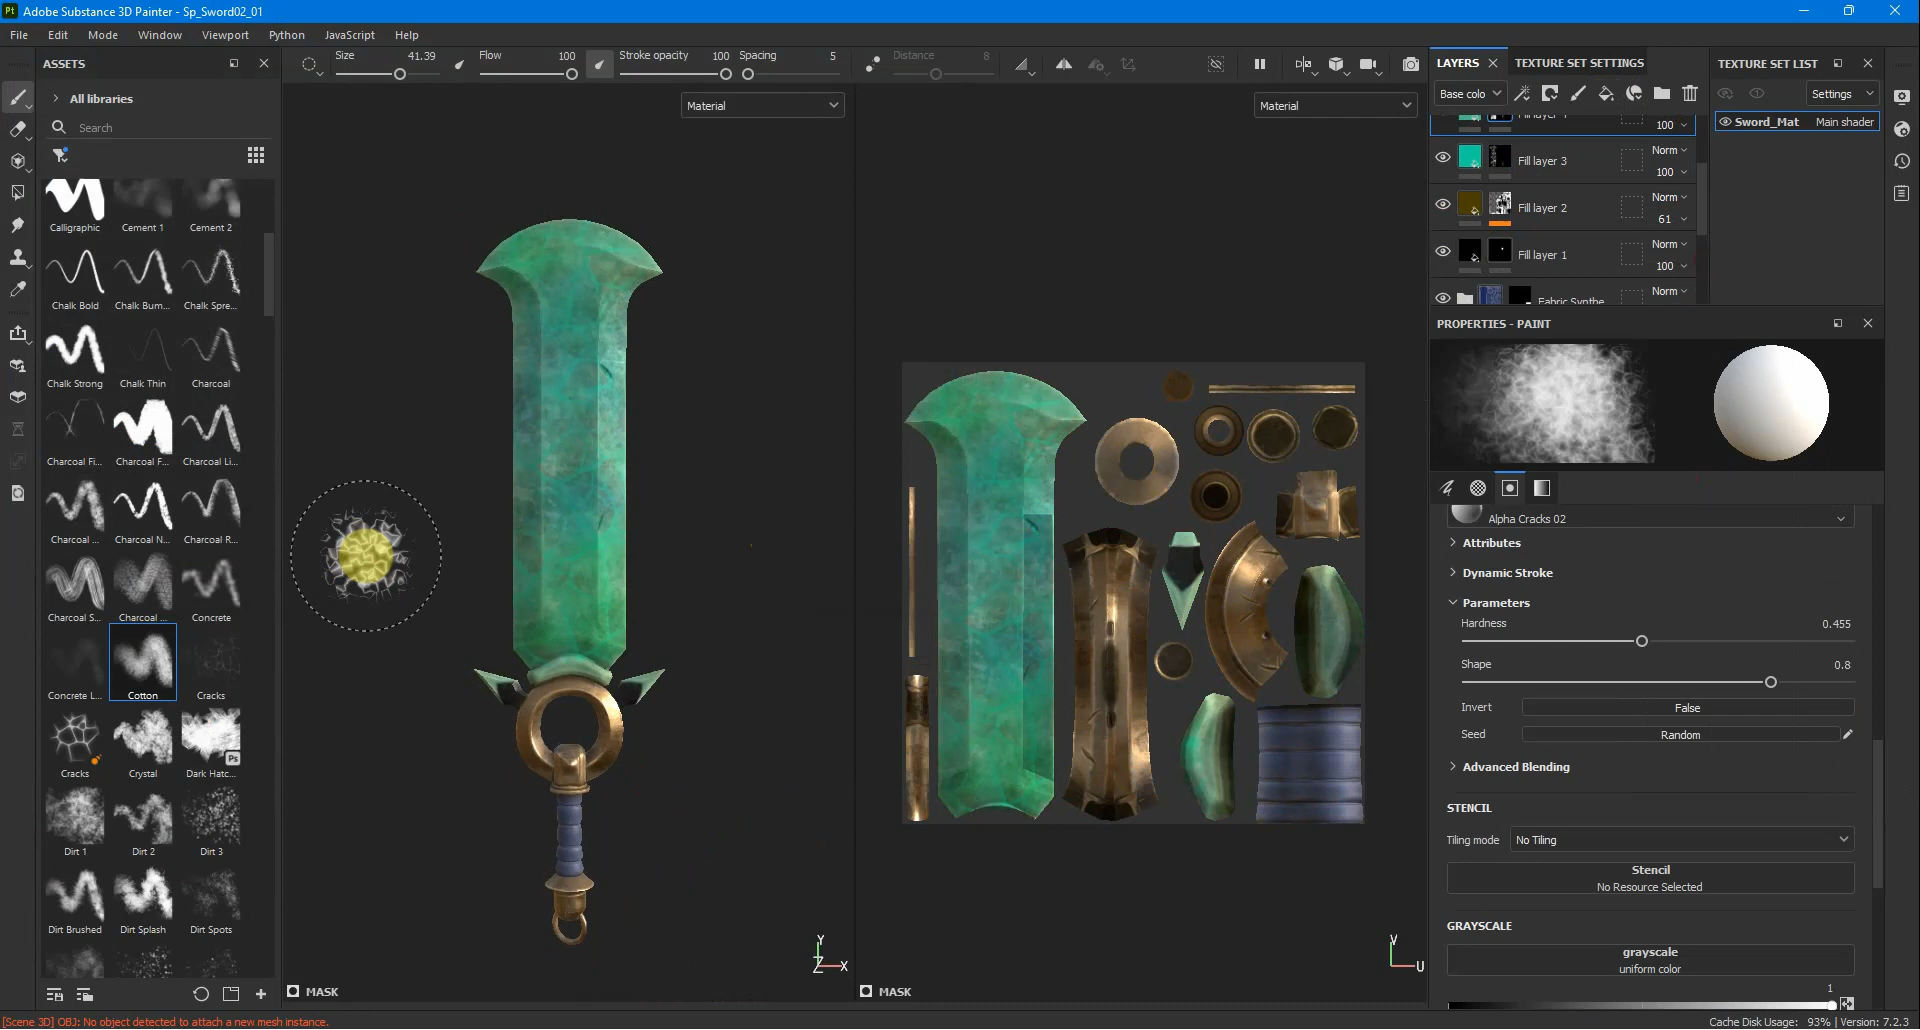 Pt Adobe Substance 3D Painter - Sp_Sword02_01
File Edit Mode Window Viewport Python JavaScript Help
ASSETS
All libraries
Search
Calligraphic Cement 1 Cement 2
Chalk Bold Chalk Bum... Chalk Spre...
Chalk Strong Chalk Thin Charcoal
Charcoal Fi... Charcoal F... Charcoal Li...
Charcoal ... Charcoal N... Charcoal R...
Charcoal S... Charcoal ... Concrete
Concrete L... Cotton Cracks
Cracks Crystal Dark Hatc...
Ps
Dirt 1 Dirt 2 Dirt 3
Dirt Brushed Dirt Splash Dirt Spots
Size 41.39 Flow 100 Stroke opacity 100 Spacing 5 Distance 8
Material
Material
Y
Z X
V
U
MASK
MASK
LAYERS TEXTURE SET SETTINGS
Base colo
100
Fill layer 3 Norm
100
Fill layer 2 Norm
61
Fill layer 1 Norm
100
Fabric Synthe Norm
TEXTURE SET LIST
Settings
Sword_Mat Main shader
PROPERTIES - PAINT
Alpha Cracks 02
Attributes
Dynamic Stroke
Parameters
Hardness 0.455
Shape 0.8
Invert False
Seed Random
Advanced Blending
STENCIL
Tiling mode No Tiling
Stencil
No Resource Selected
GRAYSCALE
grayscale
uniform color
1
[Scene 3D] OBJ: No object detected to attach a new mesh instance.
Cache Disk Usage: 93% | Version: 7.2.3